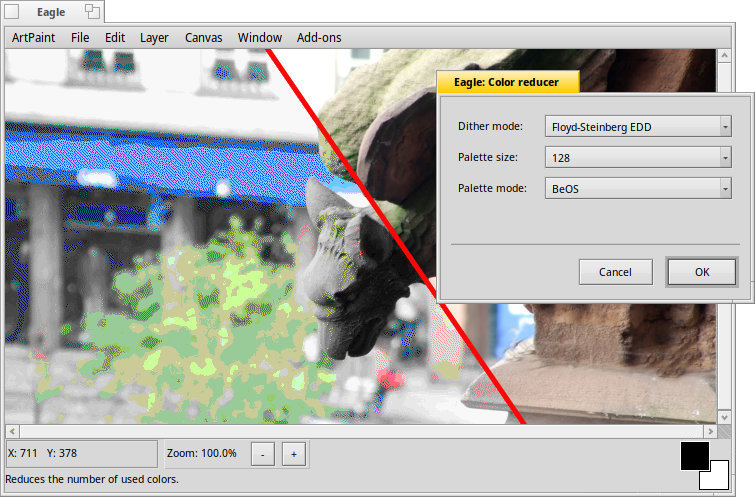 Eagle
ArtPaint File Edit Layer Canvas Window Add-ons
Eagle: Color reducer
Dither mode: Floyd-Steinberg EDD
Palette size: 128
Palette mode: BeOS
Cancel OK
X: 711 Y: 378 Zoom: 100.0% - +
Reduces the number of used colors.